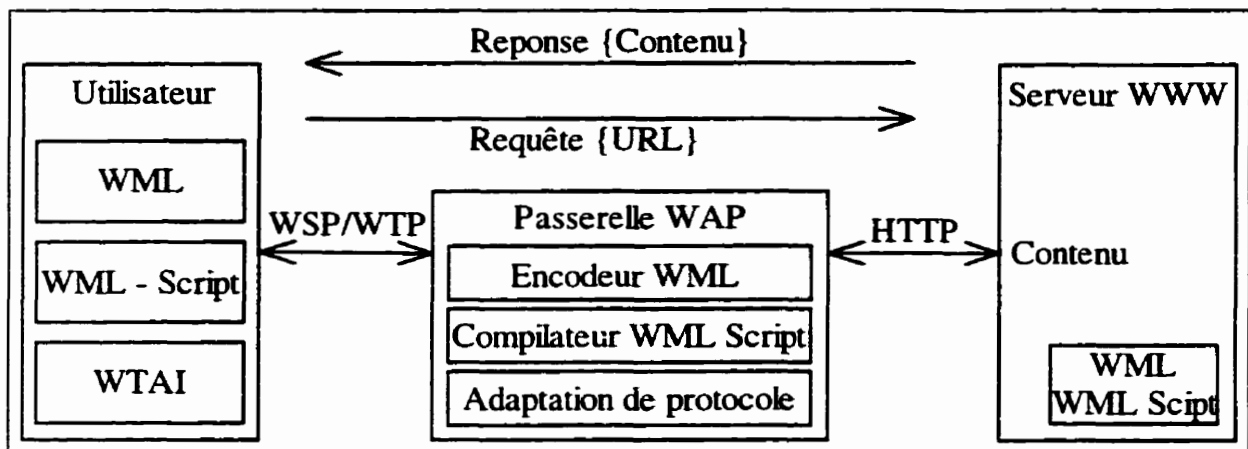 Reponse {Contenu}
Requête {URL}
Utilisateur
WML
WML - Script
WTAI
WSP/WTP
Passerelle WAP
Encodeur WML
Compilateur WML Script
Adaptation de protocole
HTTP
Serveur WWW
Contenu
WML
WML Scipt